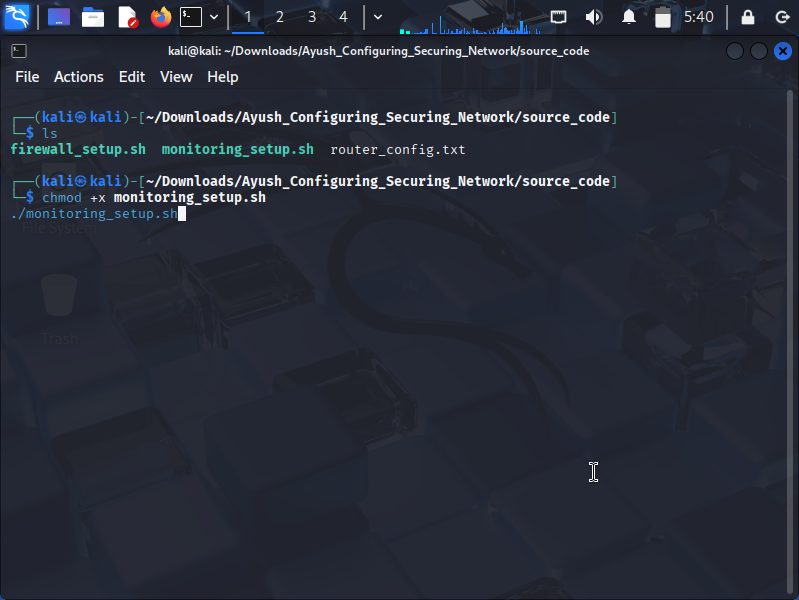 1 2 3 4 5:40
kali@kali: ~/Downloads/Ayush_Configuring_Securing_Network/source_code
File Actions Edit View Help
┌──(kali㉿kali)-[~/Downloads/Ayush_Configuring_Securing_Network/source_code]
└─$ ls
firewall_setup.sh monitoring_setup.sh router_config.txt
┌──(kali㉿kali)-[~/Downloads/Ayush_Configuring_Securing_Network/source_code]
└─$ chmod +x monitoring_setup.sh
./monitoring_setup.sh
File System
Trash